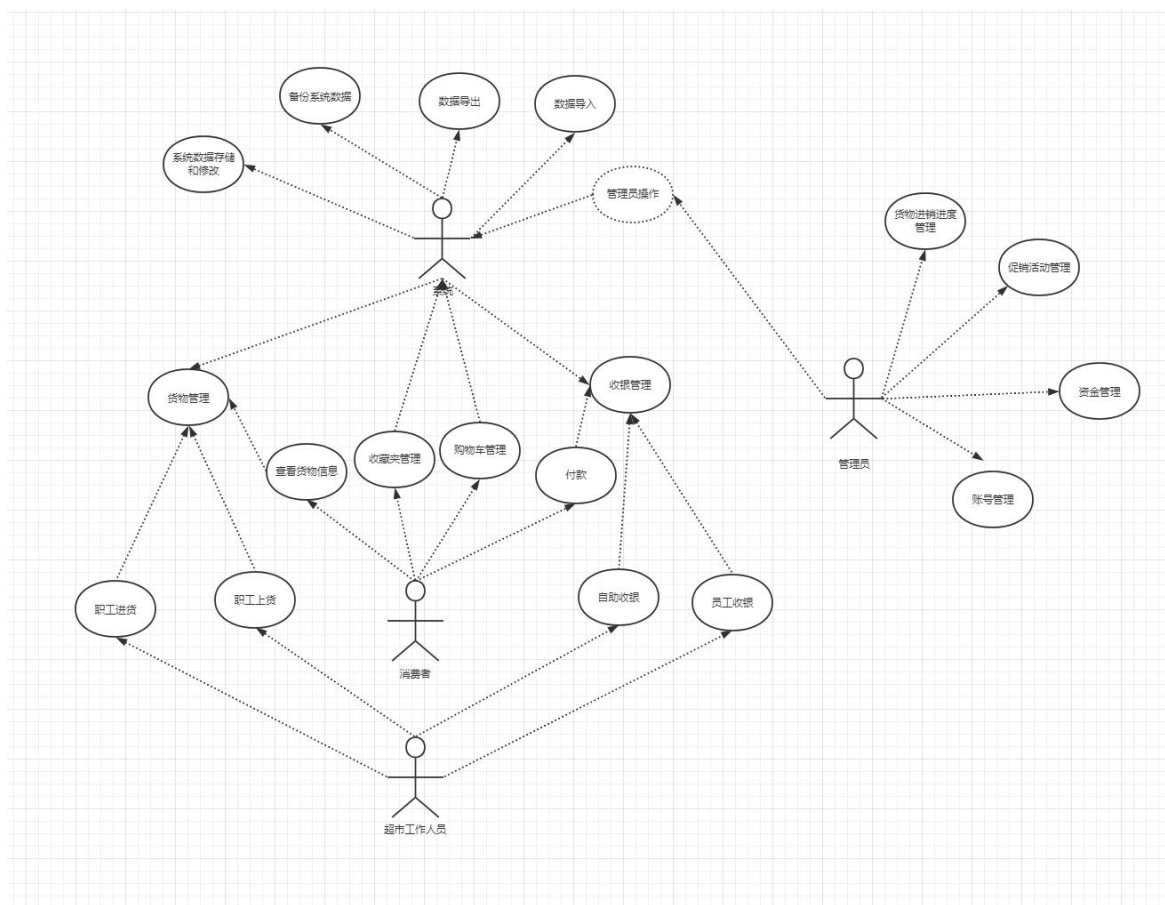 备份系统数据
数据导出
数据导入
系统数据存储
和修改
管理员操作
货物进销进度
管理
促销活动管理
系统
货物管理
收银管理
资金管理
管理员
查看货物信息
收藏夹管理
购物车管理
付款
账号管理
职工进货
职工上货
自助收银
员工收银
消费者
超市工作人员